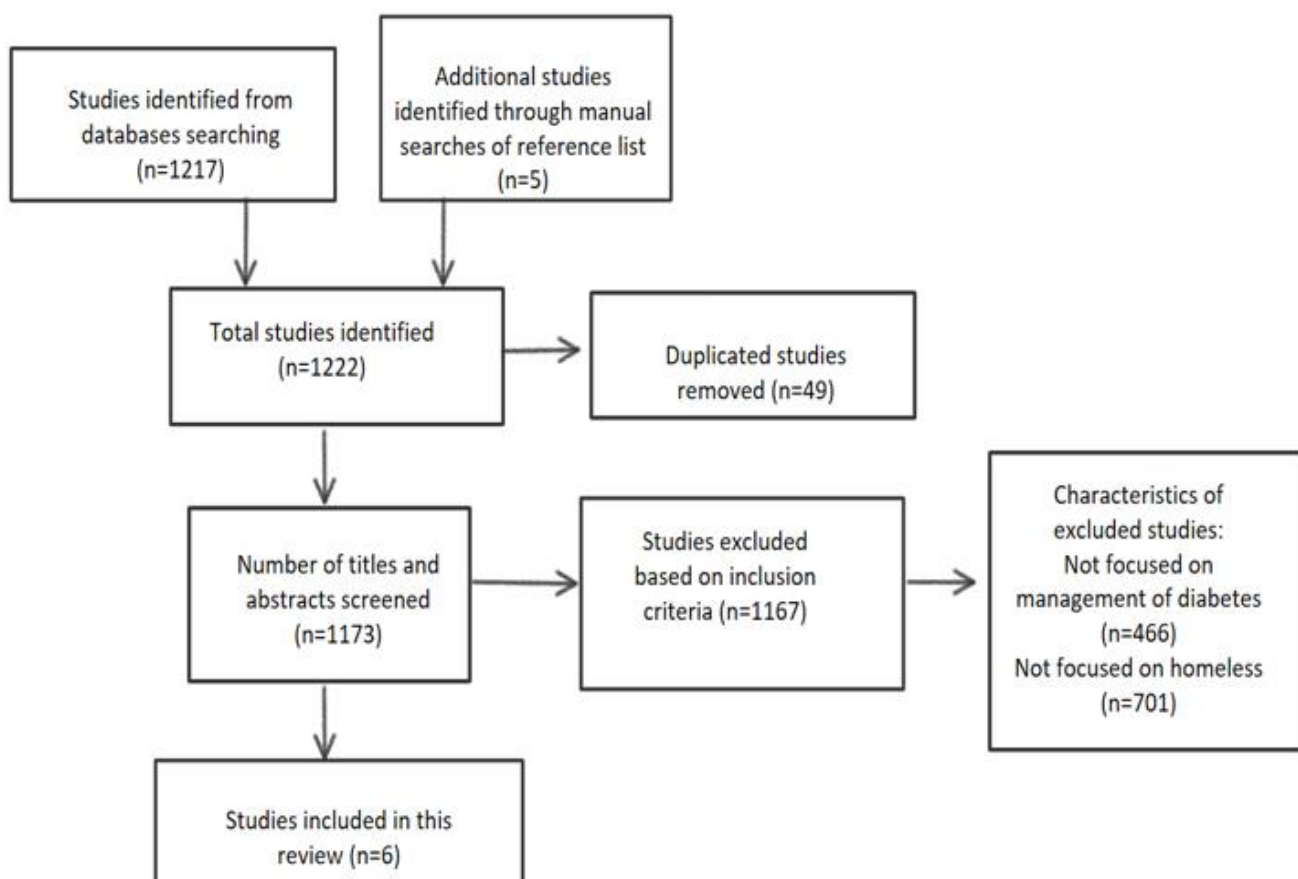 Studies identified from
databases searching
(n=1217)
Additional studies
identified through manual
searches of reference list
(n=5)
Total studies identified
(n=1222)
Duplicated studies
removed (n=49)
Number of titles and
abstracts screened
(n=1173)
Studies excluded
based on inclusion
criteria (n=1167)
Characteristics of
excluded studies:
Not focused on
management of diabetes
(n=466)
Not focused on homeless
(n=701)
Studies included in this
review (n=6)